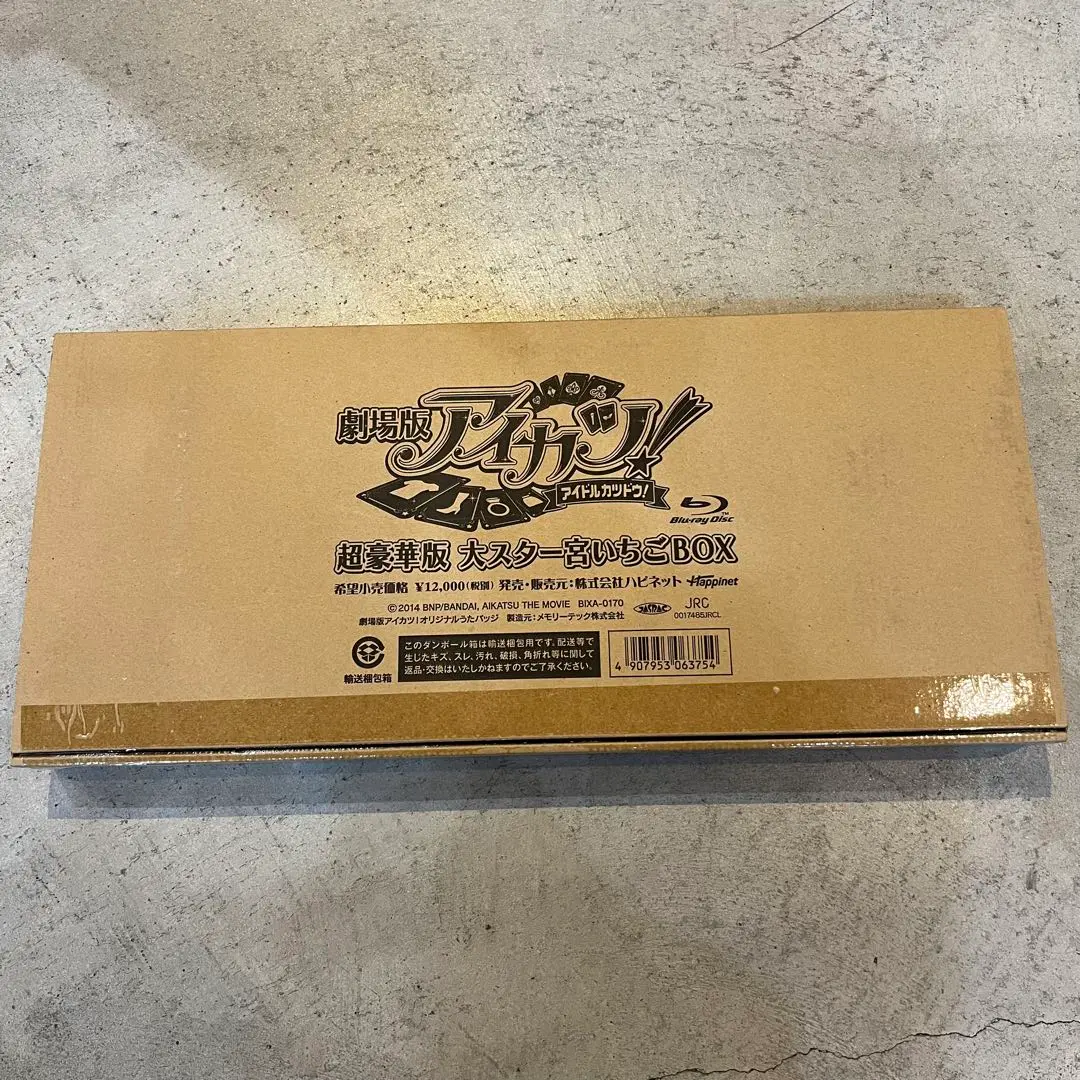 劇場版 アイカツ!
アイドルカツドウ!
Blu-ray Disc™
超豪華版 大スター宮いちごBOX
希望小売価格 ¥12,000(税別) 発売・販売元:株式会社ハピネット Happinet
©2014 BNP/BANDAI, AIKATSU THE MOVIE BIXA-0170
劇場版アイカツ!オリジナルうたバッジ 製造元:メモリーテック株式会社
JASRAC
JRC
0017465JRCL
輸送梱包箱
このダンボール箱は輸送梱包用です。配送等で
生じたキズ、スレ、汚れ、破損、角折れ等に関して
返品・交換はいたしかねますのでご了承ください。
4 907953 063754